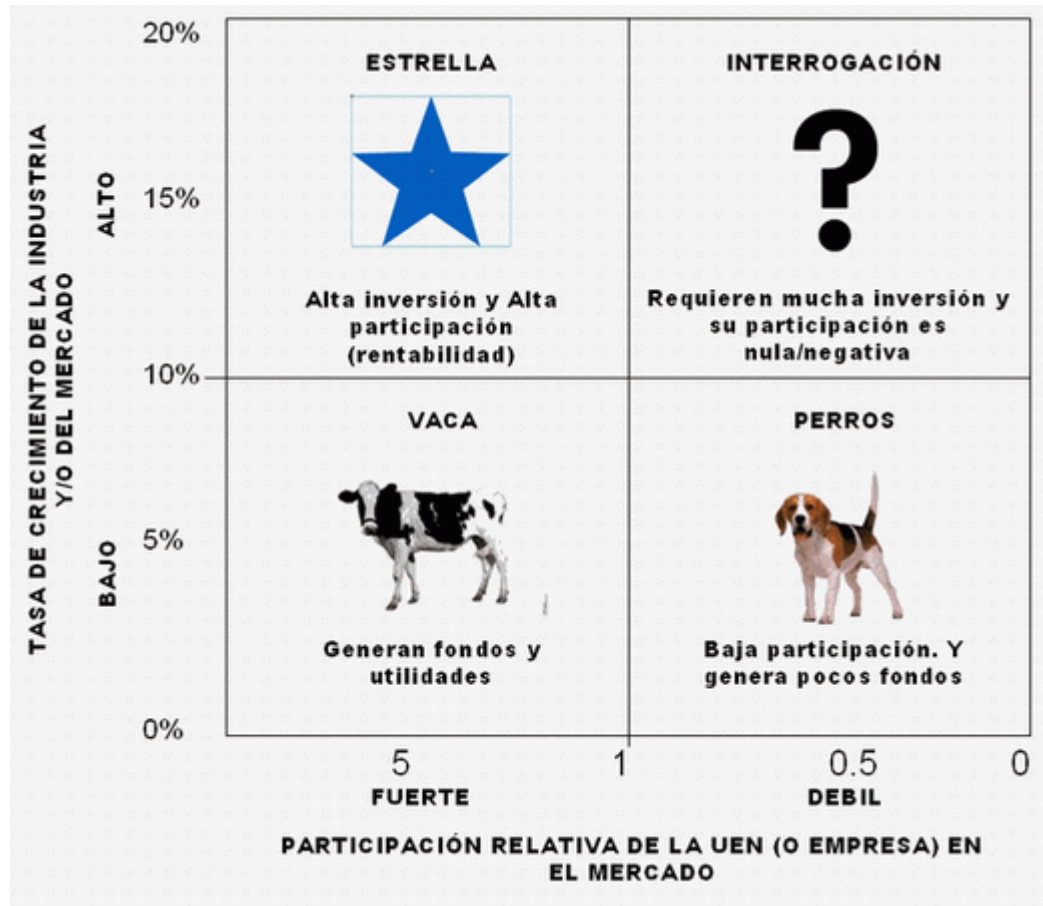 TASA DE CRECIMIENTO DE LA INDUSTRIA
Y/O DEL MERCADO
ALTO
BAJO
20%
15%
10%
5%
0%
ESTRELLA
Alta inversión y Alta
participación
(rentabilidad)
INTERROGACIÓN
?
Requieren mucha inversión y
su participación es
nula/negativa
VACA
Generan fondos y
utilidades
PERROS
Baja participación. Y
genera pocos fondos
5
1
0.5
0
FUERTE
DEBIL
PARTICIPACIÓN RELATIVA DE LA UEN (O EMPRESA) EN
EL MERCADO